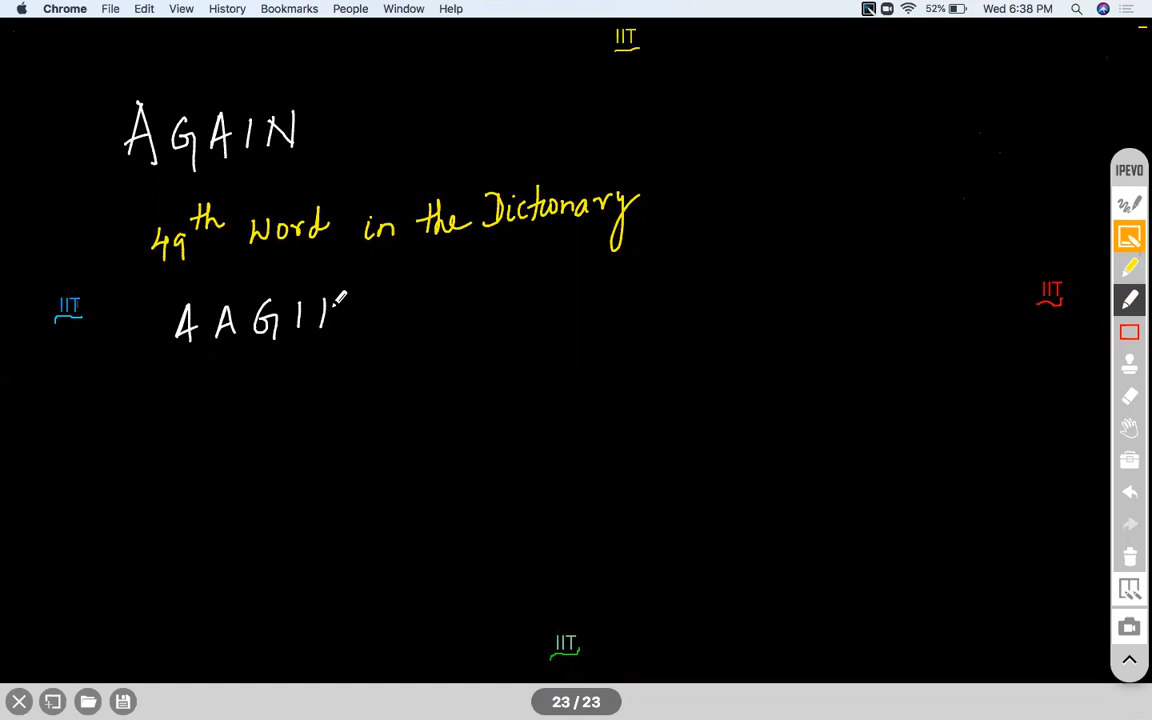 Chrome File Edit View History Bookmarks People Window Help 52% Wed 6:38 PM
IIT
AGAIN
49th word in the Dictionary
IIT
AAGI
IIT
IIT
IPEVO
23 / 23